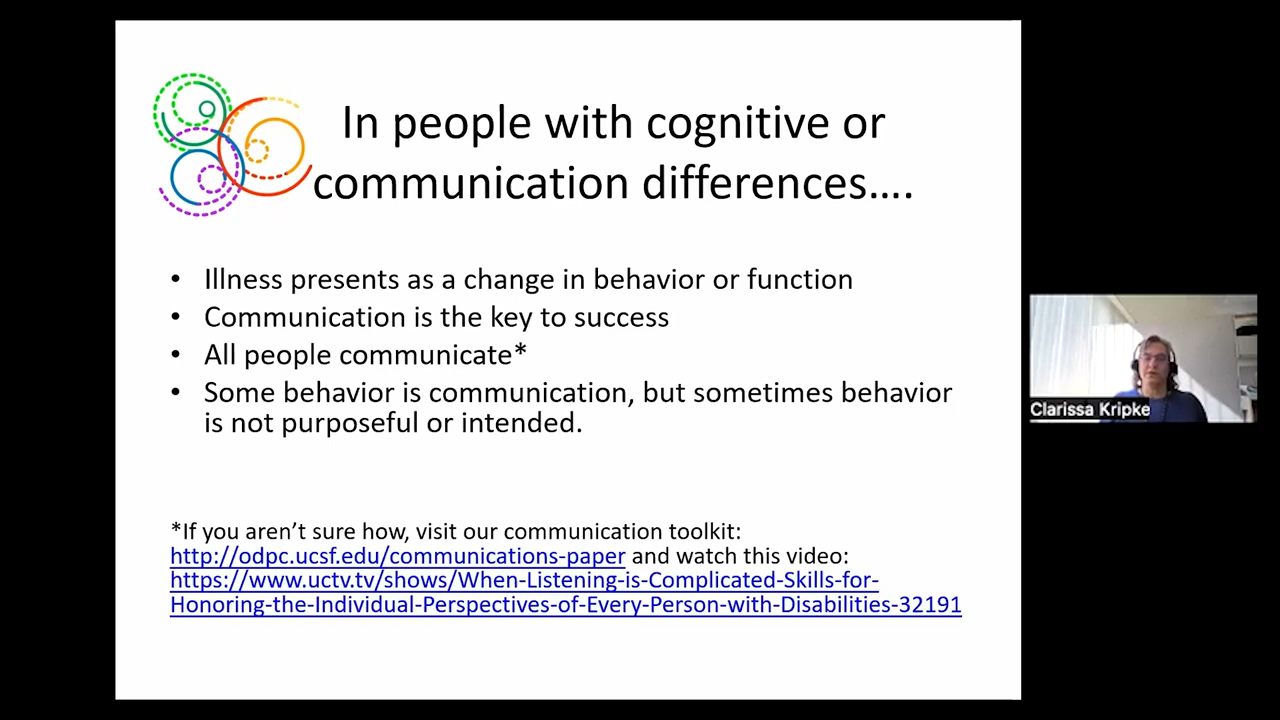 In people with cognitive or
communication differences....
• Illness presents as a change in behavior or function
• Communication is the key to success
• All people communicate*
• Some behavior is communication, but sometimes behavior
is not purposeful or intended.
*If you aren’t sure how, visit our communication toolkit:
http://odpc.ucsf.edu/communications-paper and watch this video:
https://www.uctv.tv/shows/When-Listening-is-Complicated-Skills-for-
Honoring-the-Individual-Perspectives-of-Every-Person-with-Disabilities-32191
Clarissa Kripke